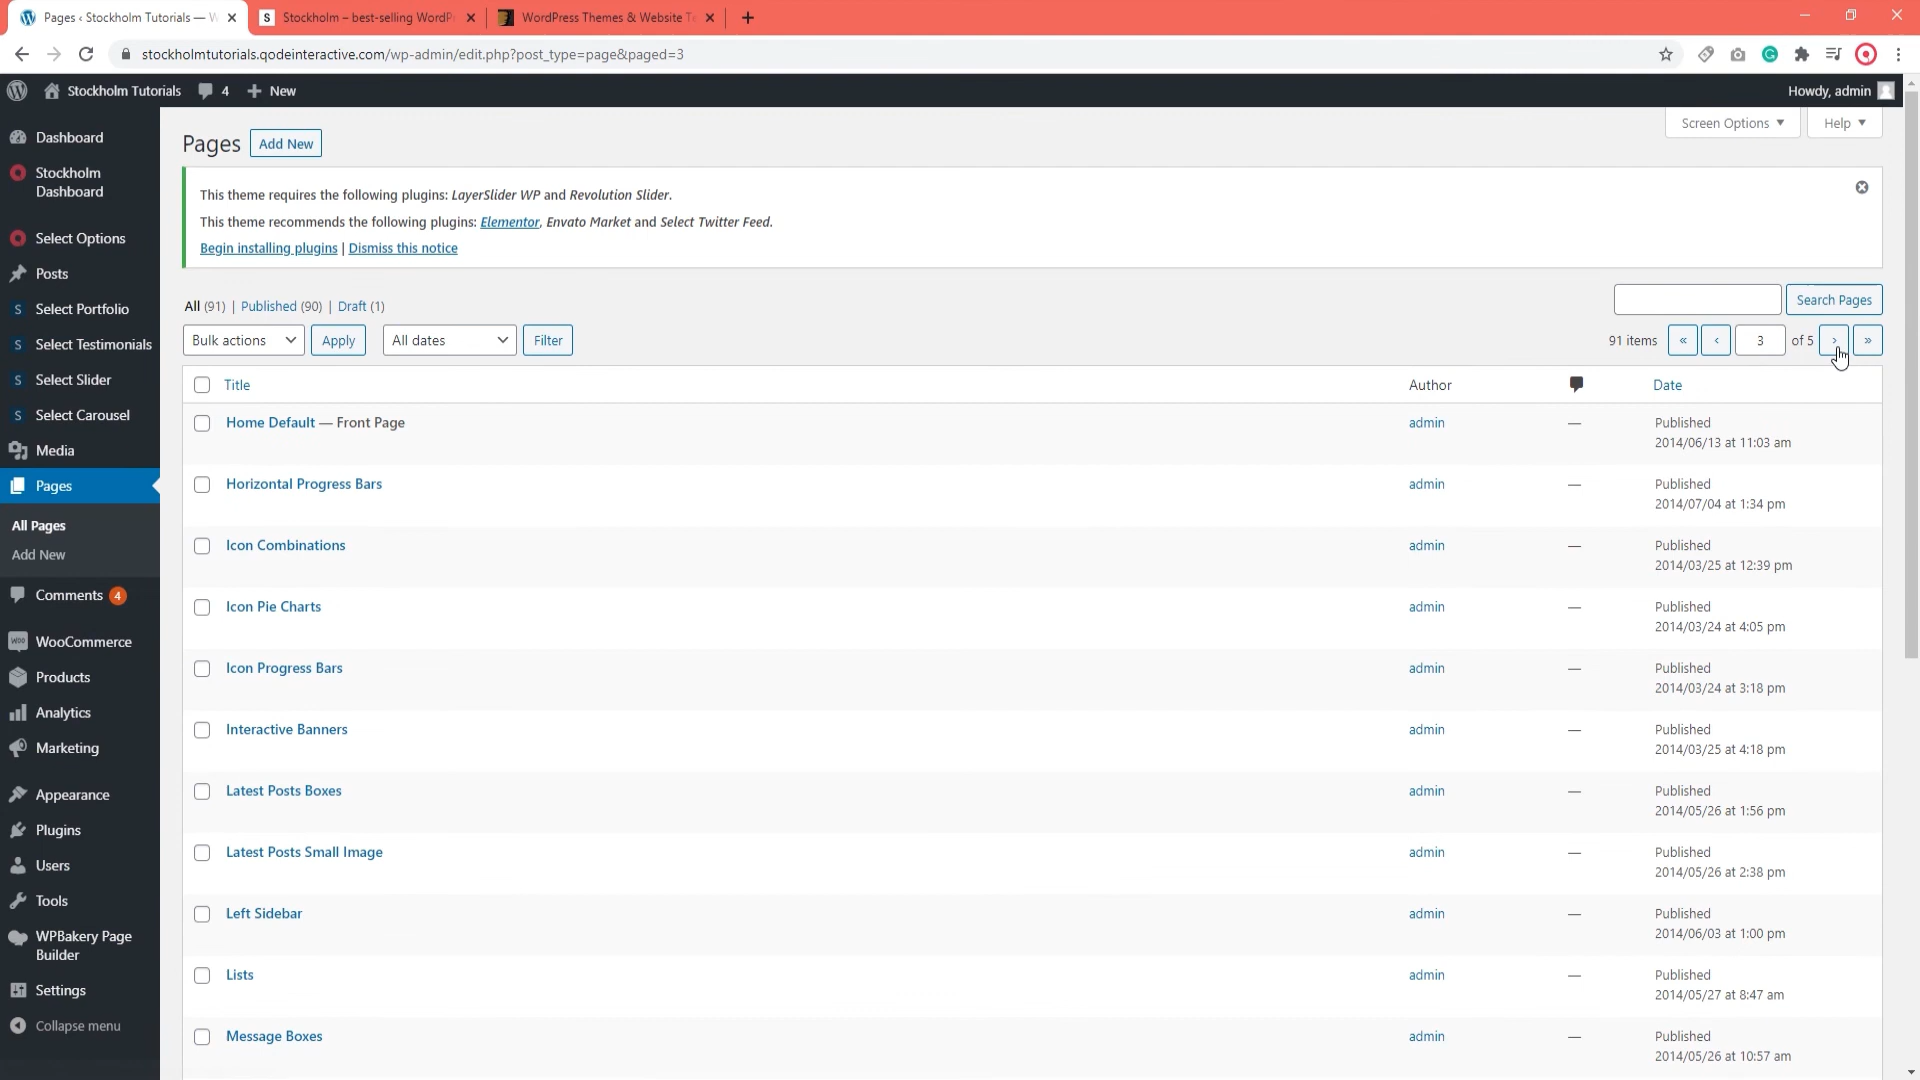 Pages ‹ Stockholm Tutorials — W
Stockholm – best-selling WordPr
WordPress Themes & Website Te
stockholmtutorials.qodeinteractive.com/wp-admin/edit.php?post_type=page&paged=3
Stockholm Tutorials
4
New
Howdy, admin
Dashboard
Stockholm
Dashboard
Select Options
Posts
Select Portfolio
Select Testimonials
Select Slider
Select Carousel
Media
Pages
All Pages
Add New
Comments 4
WooCommerce
Products
Analytics
Marketing
Appearance
Plugins
Users
Tools
WPBakery Page
Builder
Settings
Collapse menu
Screen Options
Help
Pages Add New
This theme requires the following plugins: LayerSlider WP and Revolution Slider.
This theme recommends the following plugins: Elementor, Envato Market and Select Twitter Feed.
Begin installing plugins | Dismiss this notice
All (91) | Published (90) | Draft (1)
Search Pages
Bulk actions Apply All dates Filter
91 items « ‹ 3 of 5 › »
Title Author Date
Home Default — Front Page admin — Published
2014/06/13 at 11:03 am
Horizontal Progress Bars admin — Published
2014/07/04 at 1:34 pm
Icon Combinations admin — Published
2014/03/25 at 12:39 pm
Icon Pie Charts admin — Published
2014/03/24 at 4:05 pm
Icon Progress Bars admin — Published
2014/03/24 at 3:18 pm
Interactive Banners admin — Published
2014/03/25 at 4:18 pm
Latest Posts Boxes admin — Published
2014/05/26 at 1:56 pm
Latest Posts Small Image admin — Published
2014/05/26 at 2:38 pm
Left Sidebar admin — Published
2014/06/03 at 1:00 pm
Lists admin — Published
2014/05/27 at 8:47 am
Message Boxes admin — Published
2014/05/26 at 10:57 am